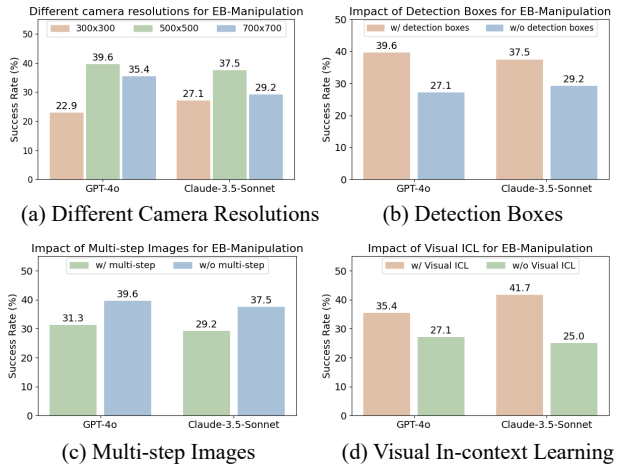 Different camera resolutions for EB-Manipulation
300x300 500x500 700x700
Success Rate (%)
50
40
30
20
10
0
22.9 39.6 35.4 27.1 37.5 29.2
GPT-4o Claude-3.5-Sonnet
(a) Different Camera Resolutions
Impact of Detection Boxes for EB-Manipulation
w/ detection boxes w/o detection boxes
Success Rate (%)
50
40
30
20
10
0
39.6 27.1 37.5 29.2
GPT-4o Claude-3.5-Sonnet
(b) Detection Boxes
Impact of Multi-step Images for EB-Manipulation
w/ multi-step w/o multi-step
Success Rate (%)
50
40
30
20
10
0
31.3 39.6 29.2 37.5
GPT-4o Claude-3.5-Sonnet
(c) Multi-step Images
Impact of Visual ICL for EB-Manipulation
w/ Visual ICL w/o Visual ICL
Success Rate (%)
50
40
30
20
10
0
35.4 27.1 41.7 25.0
GPT-4o Claude-3.5-Sonnet
(d) Visual In-context Learning